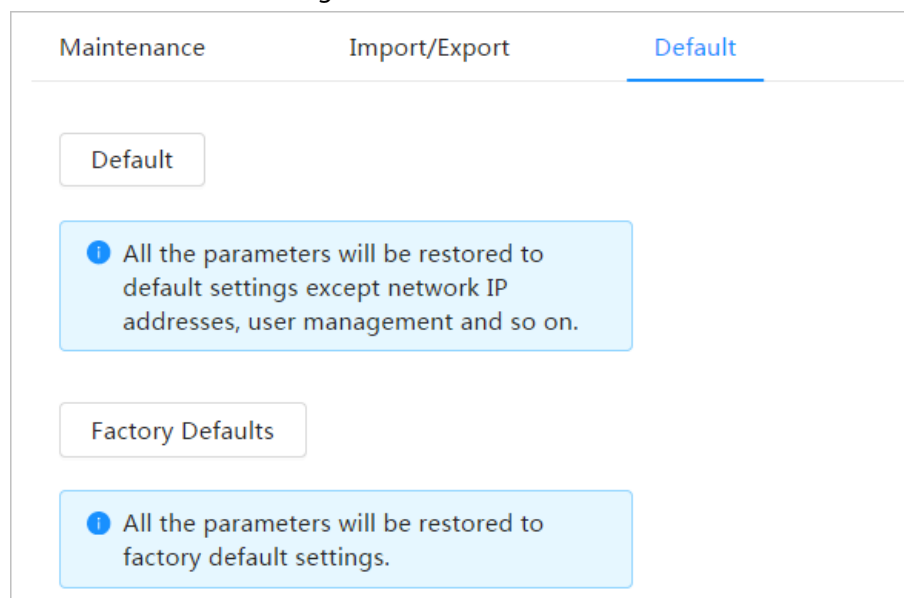 Maintenance Import/Export Default
Default
All the parameters will be restored to
default settings except network IP
addresses, user management and so on.
Factory Defaults
All the parameters will be restored to
factory default settings.